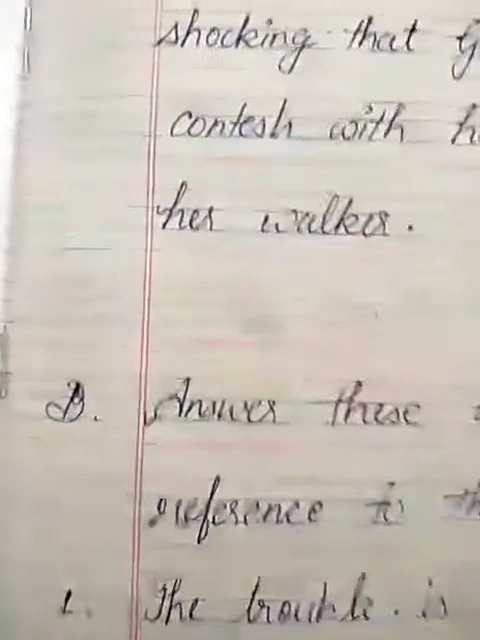 shocking that
contesh with
her walker.
D. Answer these
reference to
1. The trouble is